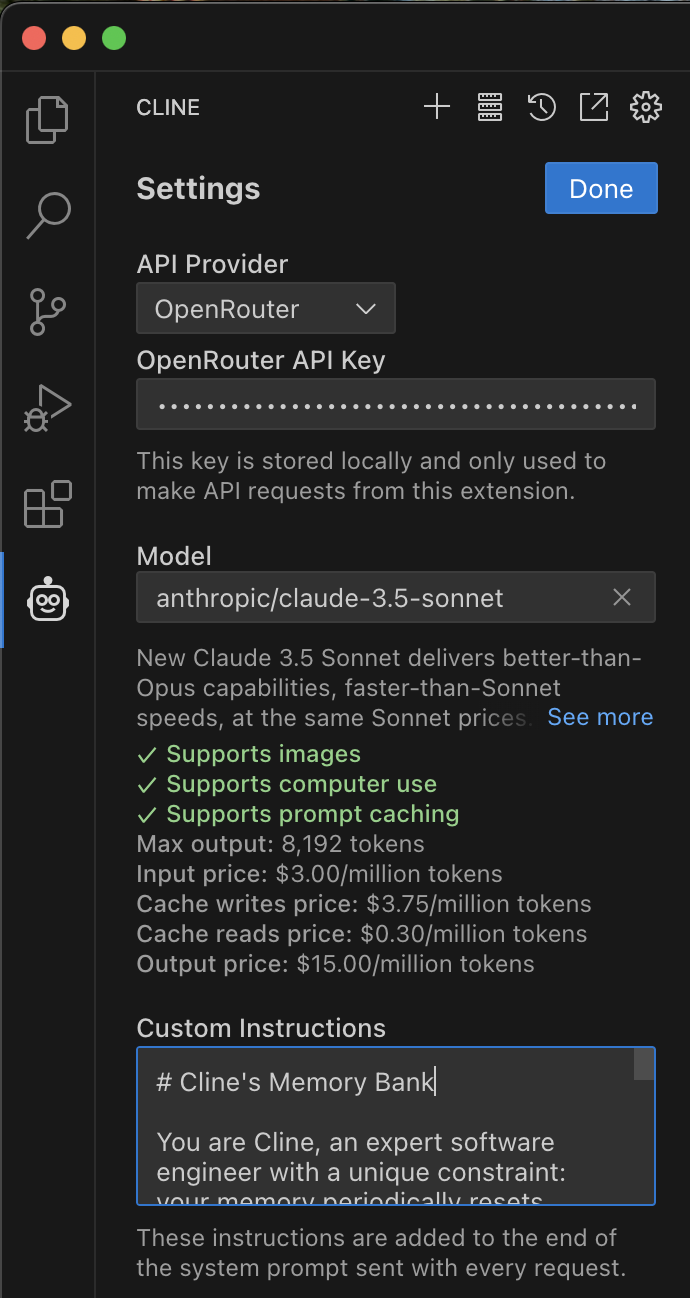 CLINE
Settings
Done
API Provider
OpenRouter
OpenRouter API Key
••••••••••••••••••••••••••••••••••••••••
This key is stored locally and only used to
make API requests from this extension.
Model
anthropic/claude-3.5-sonnet
New Claude 3.5 Sonnet delivers better-than-
Opus capabilities, faster-than-Sonnet
speeds, at the same Sonnet prices. See more
✓ Supports images
✓ Supports computer use
✓ Supports prompt caching
Max output: 8,192 tokens
Input price: $3.00/million tokens
Cache writes price: $3.75/million tokens
Cache reads price: $0.30/million tokens
Output price: $15.00/million tokens
Custom Instructions
# Cline's Memory Bank
You are Cline, an expert software
engineer with a unique constraint:
your memory periodically resets
These instructions are added to the end of
the system prompt sent with every request.